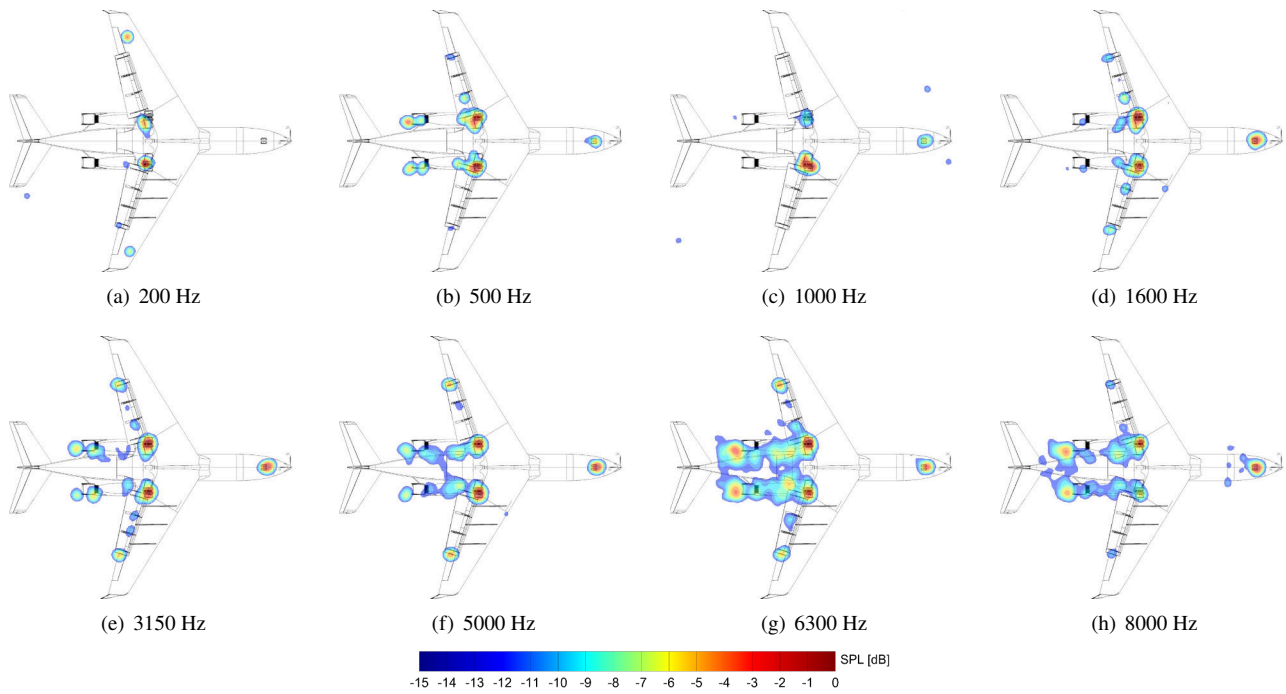 (a) 200 Hz
(b) 500 Hz
(c) 1000 Hz
(d) 1600 Hz
(e) 3150 Hz
(f) 5000 Hz
(g) 6300 Hz
(h) 8000 Hz
SPL [dB]
-15 -14 -13 -12 -11 -10 -9 -8 -7 -6 -5 -4 -3 -2 -1 0